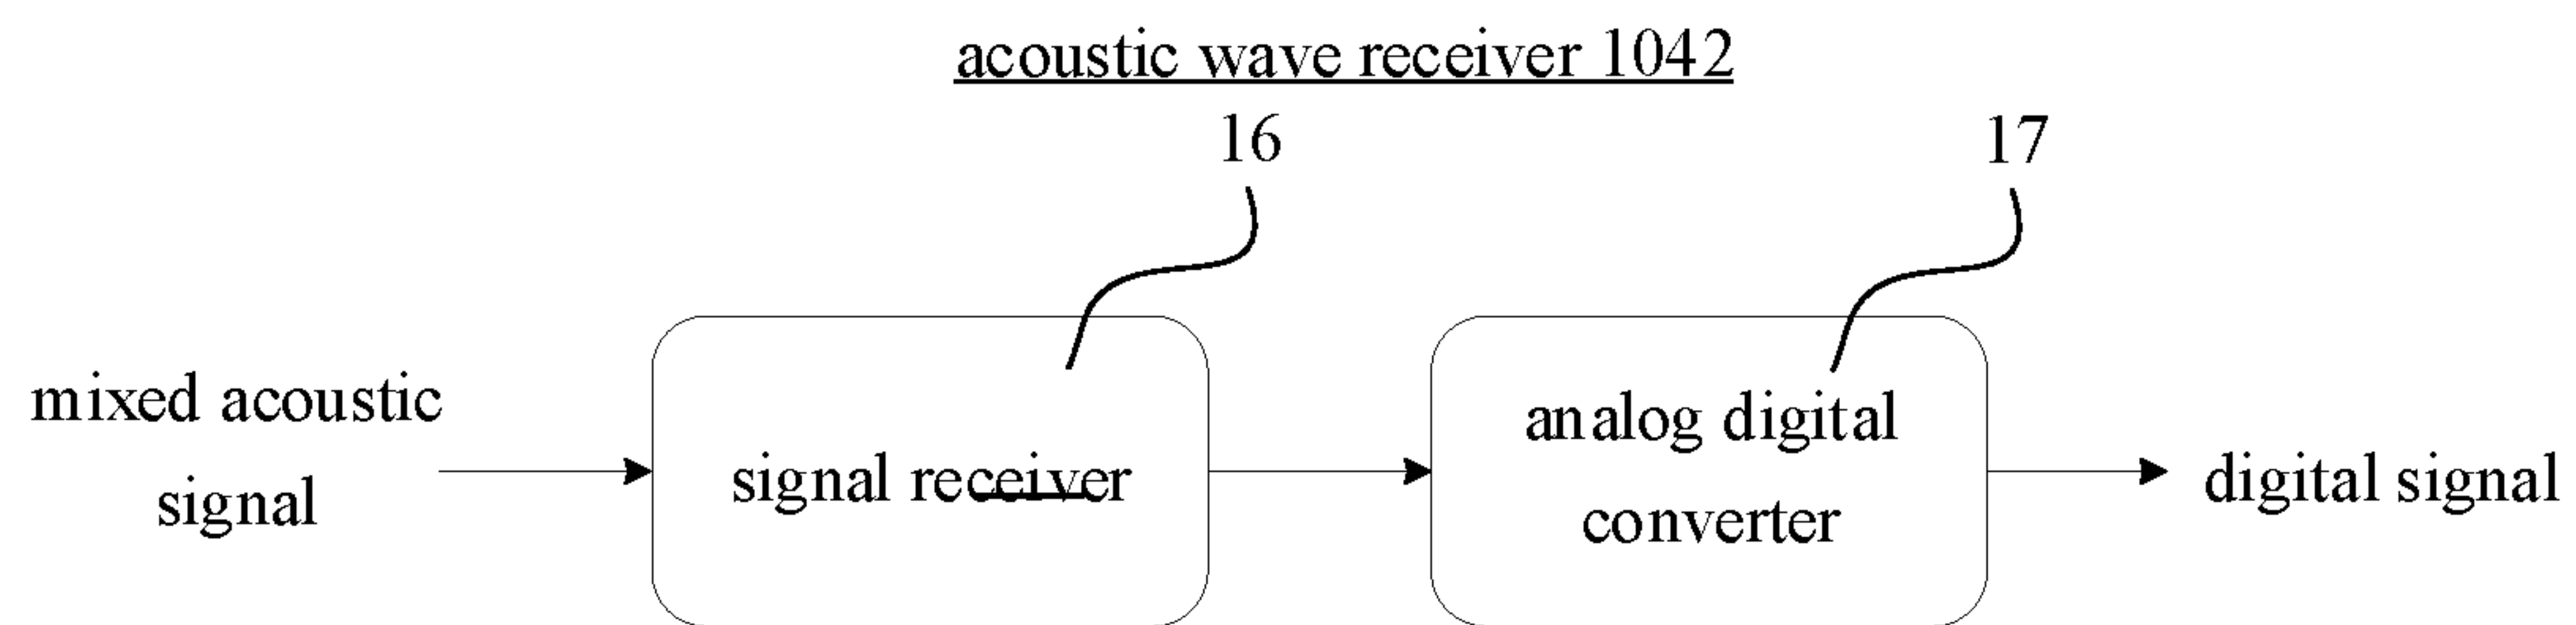 acoustic wave receiver 1042
16
17
mixed acoustic
signal
signal receiver
analog digital
converter
digital signal